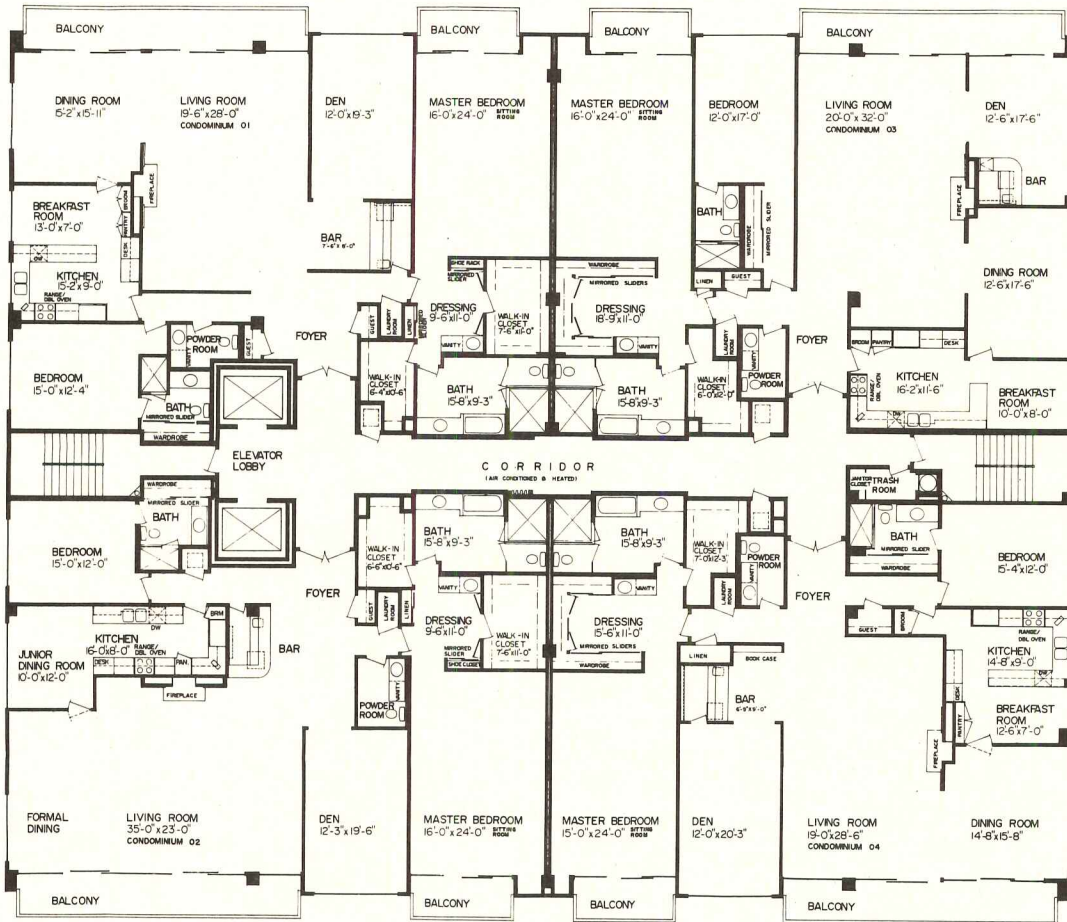 BALCONY
BALCONY
BALCONY
BALCONY
DINING ROOM
15'-2"x15'-11"
LIVING ROOM
19'-6"x28'-0"
CONDOMINIUM 01
DEN
12'-0"x19'-3"
MASTER BEDROOM
16'-0"x24'-0" SITTING ROOM
MASTER BEDROOM
16'-0"x24'-0" SITTING ROOM
BEDROOM
12'-0"x17'-0"
LIVING ROOM
20'-0"x32'-0"
CONDOMINIUM 03
DEN
12'-6"x17'-6"
BAR
FIREPLACE
BREAKFAST
ROOM
13'-0"x7'-0"
BROOM
PANTRY
DESK
FIREPLACE
DW
KITCHEN
15'-2"x9'-0"
RANGE/
DBL OVEN
BAR
7'-6"x8'-0"
BATH
WARDROBE
MIRRORED SLIDER
LINEN
GUEST
DINING ROOM
12'-6"x17'-6"
SHOE RACK
MIRRORED
SLIDER
DRESSING
9'-6"x11'-0"
VANITY
WALK-IN
CLOSET
7'-6"x11'-0"
WARDROBE
MIRRORED SLIDERS
DRESSING
18'-9"x11'-0"
VANITY
FOYER
GUEST
LAUNDRY
ROOM
LINEN
LAUNDRY
ROOM
VANITY
POWDER
ROOM
FOYER
BROOM
PANTRY
DESK
RANGE/
DBL OVEN
KITCHEN
16'-2"x11'-6"
DW
BREAKFAST
ROOM
10'-0"x8'-0"
BEDROOM
15'-0"x12'-4"
VANITY
POWDER
ROOM
GUEST
BATH
MIRRORED SLIDER
WARDROBE
WALK-IN
CLOSET
6'-4"x10'-6"
BATH
15'-8"x9'-3"
BATH
15'-8"x9'-3"
WALK-IN
CLOSET
6'-0"x12'-0"
ELEVATOR
LOBBY
CORRIDOR
(AIR CONDITIONED & HEATED)
JANITOR
CLOSET
TRASH
ROOM
WARDROBE
MIRRORED SLIDER
BATH
BEDROOM
15'-0"x12'-0"
WALK-IN
CLOSET
6'-6"x10'-6"
BATH
15'-8"x9'-3"
BATH
15'-8"x9'-3"
WALK-IN
CLOSET
7'-0"x12'-3"
POWDER
ROOM
VANITY
BATH
MIRRORED SLIDER
WARDROBE
BEDROOM
15'-4"x12'-0"
FOYER
GUEST
LAUNDRY
ROOM
LINEN
VANITY
DRESSING
9'-6"x11'-0"
MIRRORED
SLIDER
SHOE CLOSET
WALK-IN
CLOSET
7'-6"x11'-0"
VANITY
DRESSING
15'-6"x11'-0"
MIRRORED SLIDERS
WARDROBE
LAUNDRY
ROOM
FOYER
GUEST
BROOM
RANGE/
DBL OVEN
KITCHEN
14'-8"x9'-0"
DW
DESK
BREAKFAST
ROOM
12'-6"x7'-0"
PANTRY
FIREPLACE
DW
BRM
KITCHEN
16'-0"x8'-0"
RANGE/
DBL OVEN
DESK
PAN.
JUNIOR
DINING ROOM
10'-0"x12'-0"
BAR
FIREPLACE
POWDER
ROOM
VANITY
LINEN
BOOK CASE
BAR
6'-9"x9'-0"
FORMAL
DINING
LIVING ROOM
35'-0"x23'-0"
CONDOMINIUM 02
DEN
12'-3"x19'-6"
MASTER BEDROOM
16'-0"x24'-0" SITTING ROOM
MASTER BEDROOM
15'-0"x24'-0" SITTING ROOM
DEN
12'-0"x20'-3"
LIVING ROOM
19'-0"x28'-6"
CONDOMINIUM 04
DINING ROOM
14'-8"x15'-8"
BALCONY
BALCONY
BALCONY
BALCONY